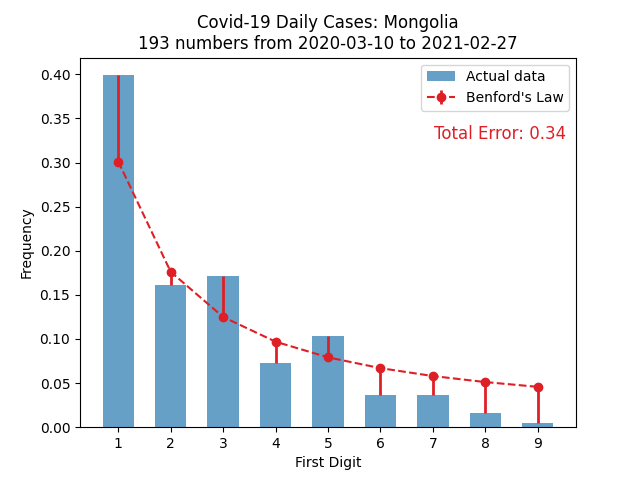 Covid-19 Daily Cases: Mongolia
193 numbers from 2020-03-10 to 2021-02-27
Actual data
Benford's Law
Total Error: 0.34
0.40
0.35
0.30
0.25
0.20
0.15
0.10
0.05
0.00
Frequency
1 2 3 4 5 6 7 8 9
First Digit